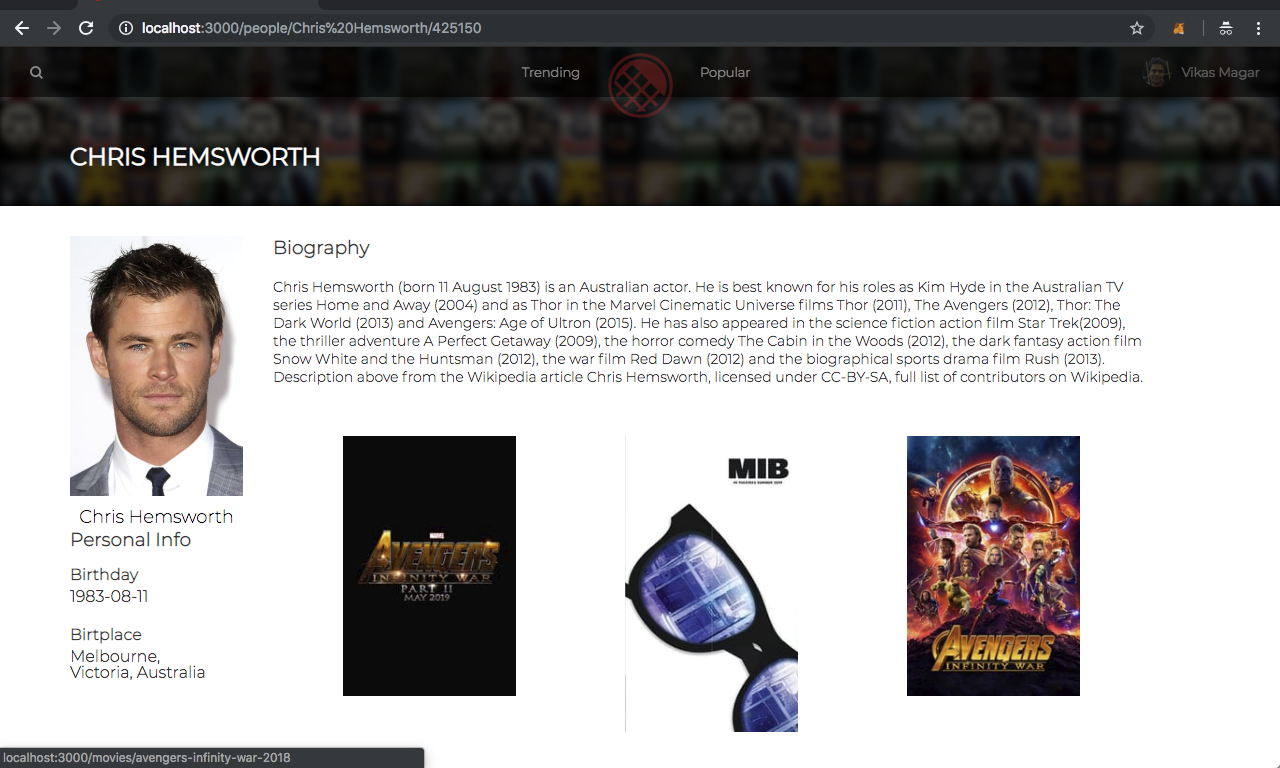 localhost:3000/people/Chris%20Hemsworth/425150
Trending
Popular
Vikas Magar
CHRIS HEMSWORTH
Biography
Chris Hemsworth (born 11 August 1983) is an Australian actor. He is best known for his roles as Kim Hyde in the Australian TV
series Home and Away (2004) and as Thor in the Marvel Cinematic Universe films Thor (2011), The Avengers (2012), Thor: The
Dark World (2013) and Avengers: Age of Ultron (2015). He has also appeared in the science fiction action film Star Trek(2009),
the thriller adventure A Perfect Getaway (2009), the horror comedy The Cabin in the Woods (2012), the dark fantasy action film
Snow White and the Huntsman (2012), the war film Red Dawn (2012) and the biographical sports drama film Rush (2013).
Description above from the Wikipedia article Chris Hemsworth, licensed under CC-BY-SA, full list of contributors on Wikipedia.
Chris Hemsworth
Personal Info
Birthday
1983-08-11
Birtplace
Melbourne,
Victoria, Australia
MARVEL
AVENGERS
INFINITY WAR
PART II
MAY 2019
MIB
IN THEATERS SUMMER 2019
AVENGERS
INFINITY WAR
localhost:3000/movies/avengers-infinity-war-2018